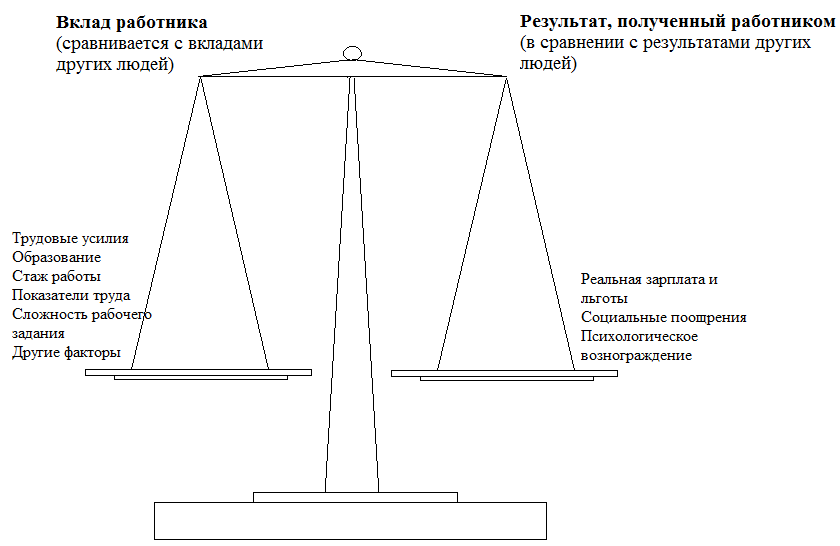 Вклад работника
(сравнивается с вкладами
других людей)
Результат, полученный работником
(в сравнении с результатами других
людей)
Трудовые усилия
Образование
Стаж работы
Показатели труда
Сложность рабочего
задания
Другие факторы
Реальная зарплата и
льготы
Социальные поошрения
Психологическое
вознограждение